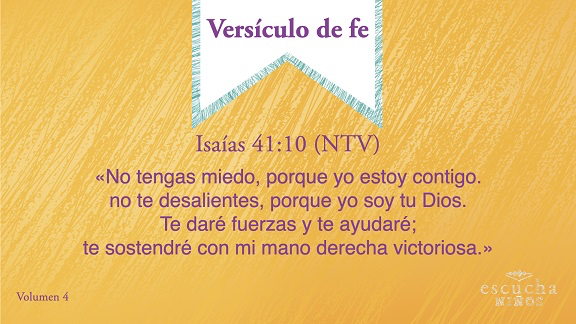 Versículo de fe
Isaías 41:10 (NTV)
«No tengas miedo, porque yo estoy contigo.
no te desalientes, porque yo soy tu Dios.
Te daré fuerzas y te ayudaré;
te sostendré con mi mano derecha victoriosa.»
Volumen 4
escucha
NIÑOS